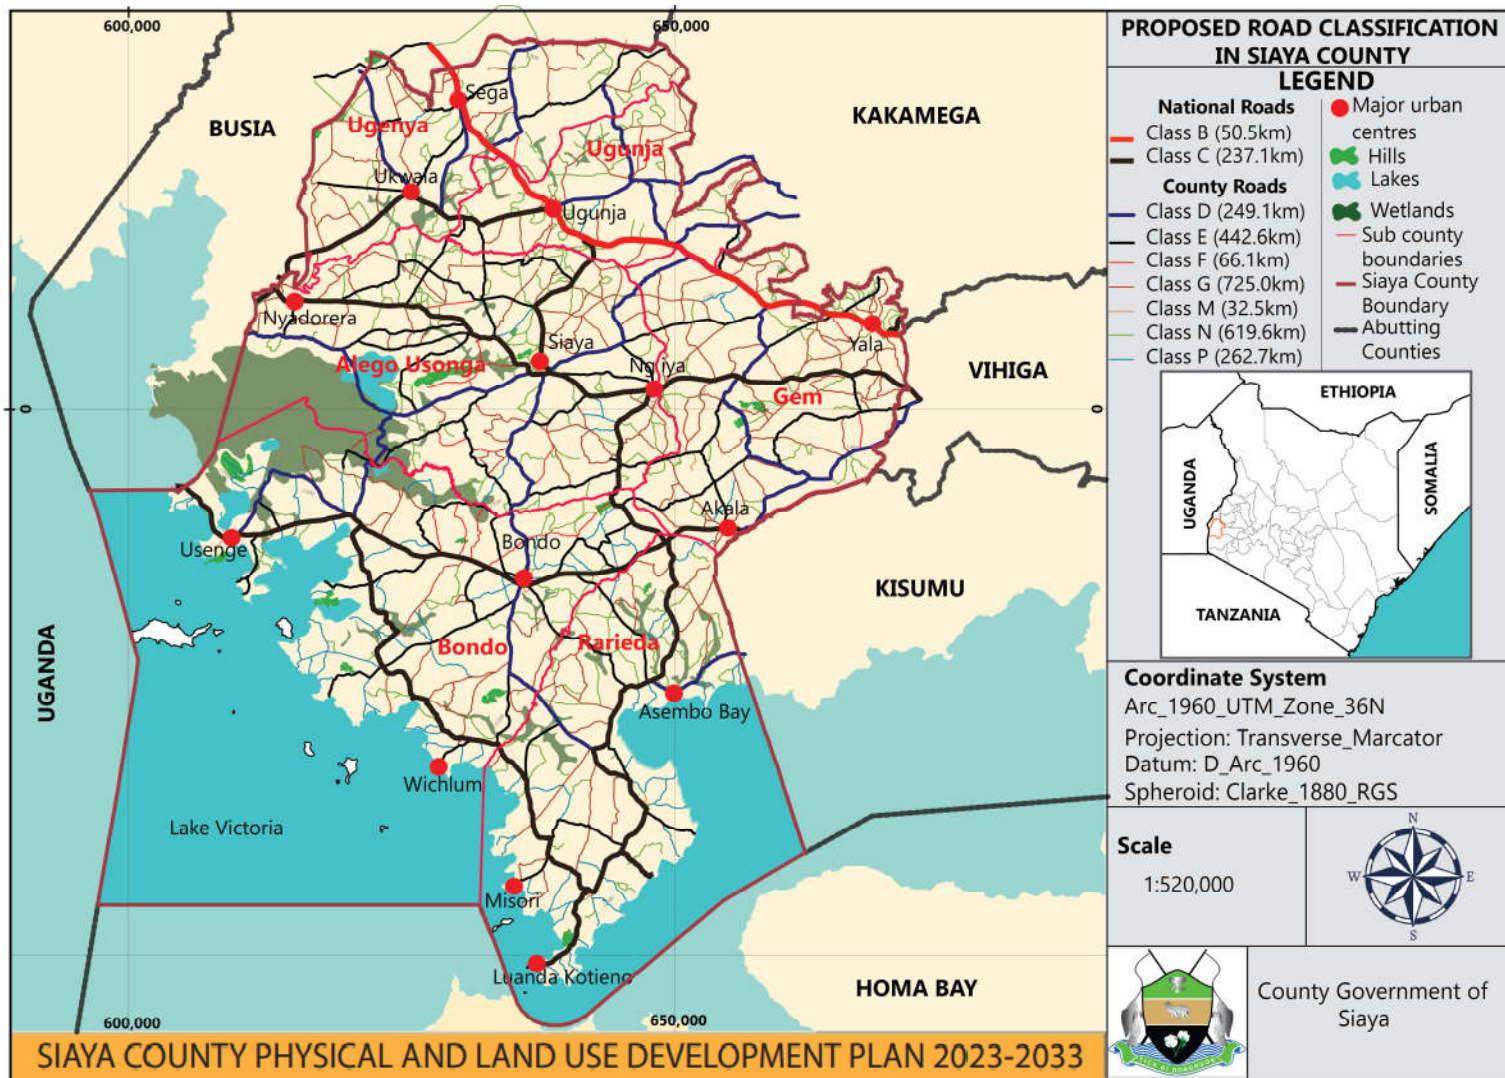 600,000
650,000
BUSIA
KAKAMEGA
Sega
Ugenya
Ugunja
Ukwala
Ugunja
Nyadorera
Siaya
Yala
Alego Usonga
Ng'iya
VIHIGA
Gem
0
0
Akala
Usenge
Bondo
KISUMU
UGANDA
Bondo
Rarieda
Asembo Bay
Wichlum
Lake Victoria
Misori
Luanda Kotieno
HOMA BAY
600,000
650,000
SIAYA COUNTY PHYSICAL AND LAND USE DEVELOPMENT PLAN 2023-2033
PROPOSED ROAD CLASSIFICATION
IN SIAYA COUNTY
LEGEND
National Roads
Class B (50.5km)
Class C (237.1km)
County Roads
Class D (249.1km)
Class E (442.6km)
Class F (66.1km)
Class G (725.0km)
Class M (32.5km)
Class N (619.6km)
Class P (262.7km)
Major urban
centres
Hills
Lakes
Wetlands
Sub county
boundaries
Siaya County
Boundary
Abutting
Counties
ETHIOPIA
UGANDA
SOMALIA
TANZANIA
Coordinate System
Arc_1960_UTM_Zone_36N
Projection: Transverse_Marcator
Datum: D_Arc_1960
Spheroid: Clarke_1880_RGS
Scale
1:520,000
N
W
E
S
County Government of
Siaya